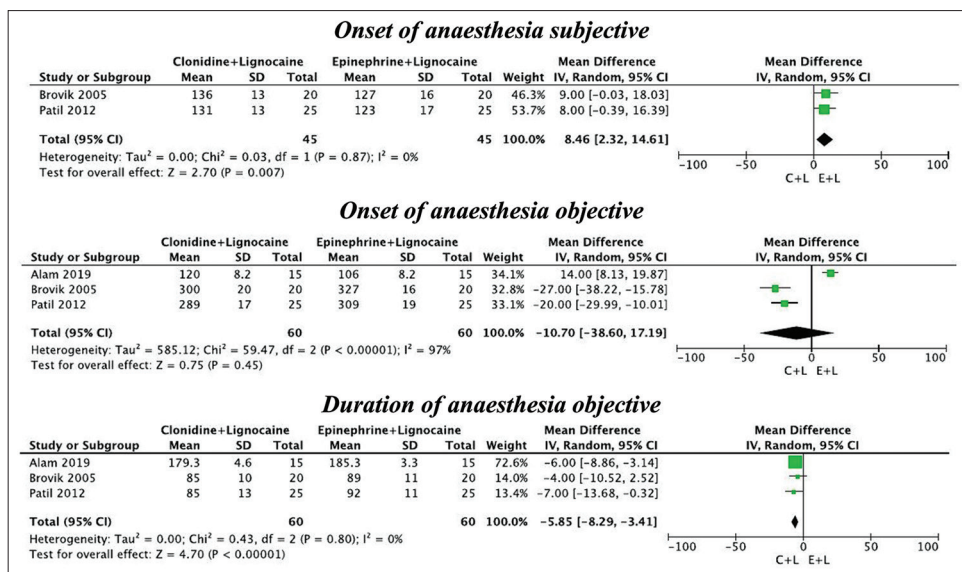 Onset of anaesthesia subjective
Clonidine+Lignocaine Epinephrine+Lignocaine Mean Difference Mean Difference
Study or Subgroup Mean SD Total Mean SD Total Weight IV, Random, 95% CI IV, Random, 95% CI
Brovik 2005 136 13 20 127 16 20 46.3% 9.00 [-0.03, 18.03]
Patil 2012 131 13 25 123 17 25 53.7% 8.00 [-0.39, 16.39]
Total (95% CI) 45 45 100.0% 8.46 [2.32, 14.61]
Heterogeneity: Tau² = 0.00; Chi² = 0.03, df = 1 (P = 0.87); I² = 0%
Test for overall effect: Z = 2.70 (P = 0.007)
-100 -50 0 50 100
C+L E+L
Onset of anaesthesia objective
Clonidine+Lignocaine Epinephrine+Lignocaine Mean Difference Mean Difference
Study or Subgroup Mean SD Total Mean SD Total Weight IV, Random, 95% CI IV, Random, 95% CI
Alam 2019 120 8.2 15 106 8.2 15 34.1% 14.00 [8.13, 19.87]
Brovik 2005 300 20 20 327 16 20 32.8% -27.00 [-38.22, -15.78]
Patil 2012 289 17 25 309 19 25 33.1% -20.00 [-29.99, -10.01]
Total (95% CI) 60 60 100.0% -10.70 [-38.60, 17.19]
Heterogeneity: Tau² = 585.12; Chi² = 59.47, df = 2 (P < 0.00001); I² = 97%
Test for overall effect: Z = 0.75 (P = 0.45)
-100 -50 0 50 100
C+L E+L
Duration of anaesthesia objective
Clonidine+Lignocaine Epinephrine+Lignocaine Mean Difference Mean Difference
Study or Subgroup Mean SD Total Mean SD Total Weight IV, Random, 95% CI IV, Random, 95% CI
Alam 2019 179.3 4.6 15 185.3 3.3 15 72.6% -6.00 [-8.86, -3.14]
Brovik 2005 85 10 20 89 11 20 14.0% -4.00 [-10.52, 2.52]
Patil 2012 85 13 25 92 11 25 13.4% -7.00 [-13.68, -0.32]
Total (95% CI) 60 60 100.0% -5.85 [-8.29, -3.41]
Heterogeneity: Tau² = 0.00; Chi² = 0.43, df = 2 (P = 0.80); I² = 0%
Test for overall effect: Z = 4.70 (P < 0.00001)
-100 -50 0 50 100
C+L E+L